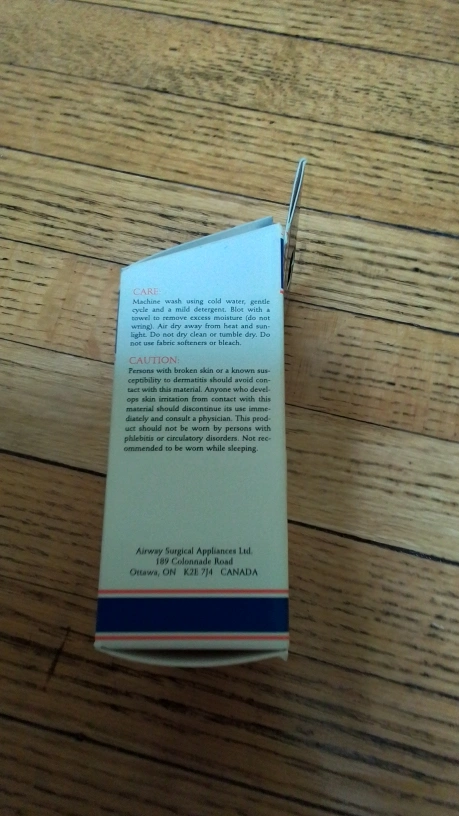 CARE:
Machine wash using cold water, gentle
cycle and a mild detergent. Blot with a
towel to remove excess moisture (do not
wring). Air dry away from heat and sun-
light. Do not dry clean or tumble dry. Do
not use fabric softeners or bleach.
CAUTION:
Persons with broken skin or a known sus-
ceptibility to dermatitis should avoid con-
tact with this material. Anyone who devel-
ops skin irritation from contact with this
material should discontinue its use imme-
diately and consult a physician. This prod-
uct should not be worn by persons with
phlebitis or circulatory disorders. Not rec-
ommended to be worn while sleeping.
Airway Surgical Appliances Ltd.
189 Colonnade Road
Ottawa, ON K2E 7J4 CANADA